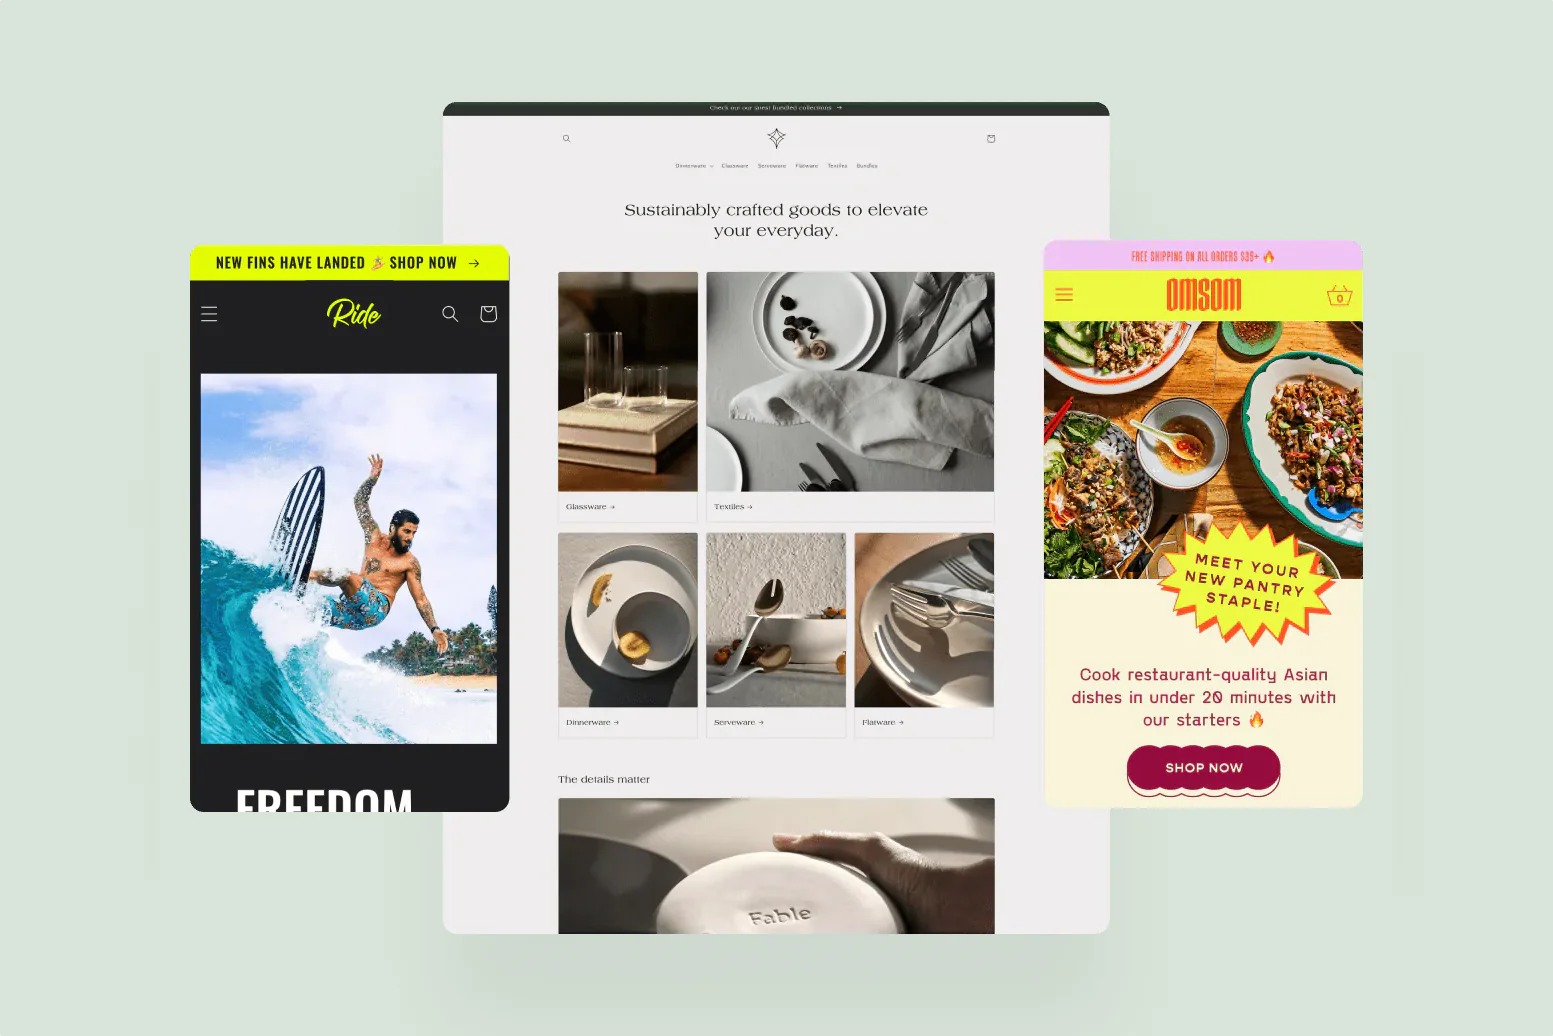 NEW FINS HAVE LANDED 🏄 SHOP NOW →
Ride
FREEDOM
Check out our latest bundled collections →
Dinnerware Glassware Serveware Flatware Textiles Bundles
Sustainably crafted goods to elevate
your everyday.
Glassware →
Textiles →
Dinnerware →
Serveware →
Flatware →
The details matter
Fable
FREE SHIPPING ON ALL ORDERS $35+ 🔥
OMSOM
0
MEET YOUR
NEW PANTRY
STAPLE!
Cook restaurant-quality Asian
dishes in under 20 minutes with
our starters 🔥
SHOP NOW